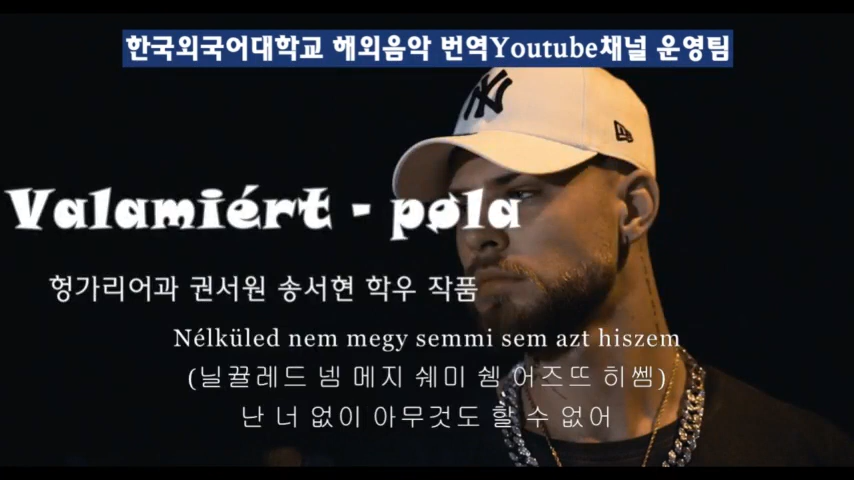 한국외국어대학교 해외음악 번역Youtube채널 운영팀
NY
Valamiért - pøla
헝가리어과 권서원 송서현 학우 작품
Nélküled nem megy semmi sem azt hiszem
(닐뀰레드 넴 메지 쉐미 쉠 어즈뜨 히쎔)
난 너 없이 아무것도 할 수 없어